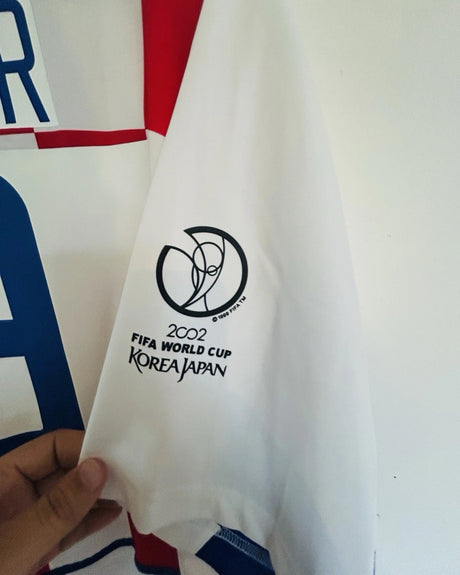 R
© 1999 FIFA TM
2002
FIFA WORLD CUP
KOREA JAPAN